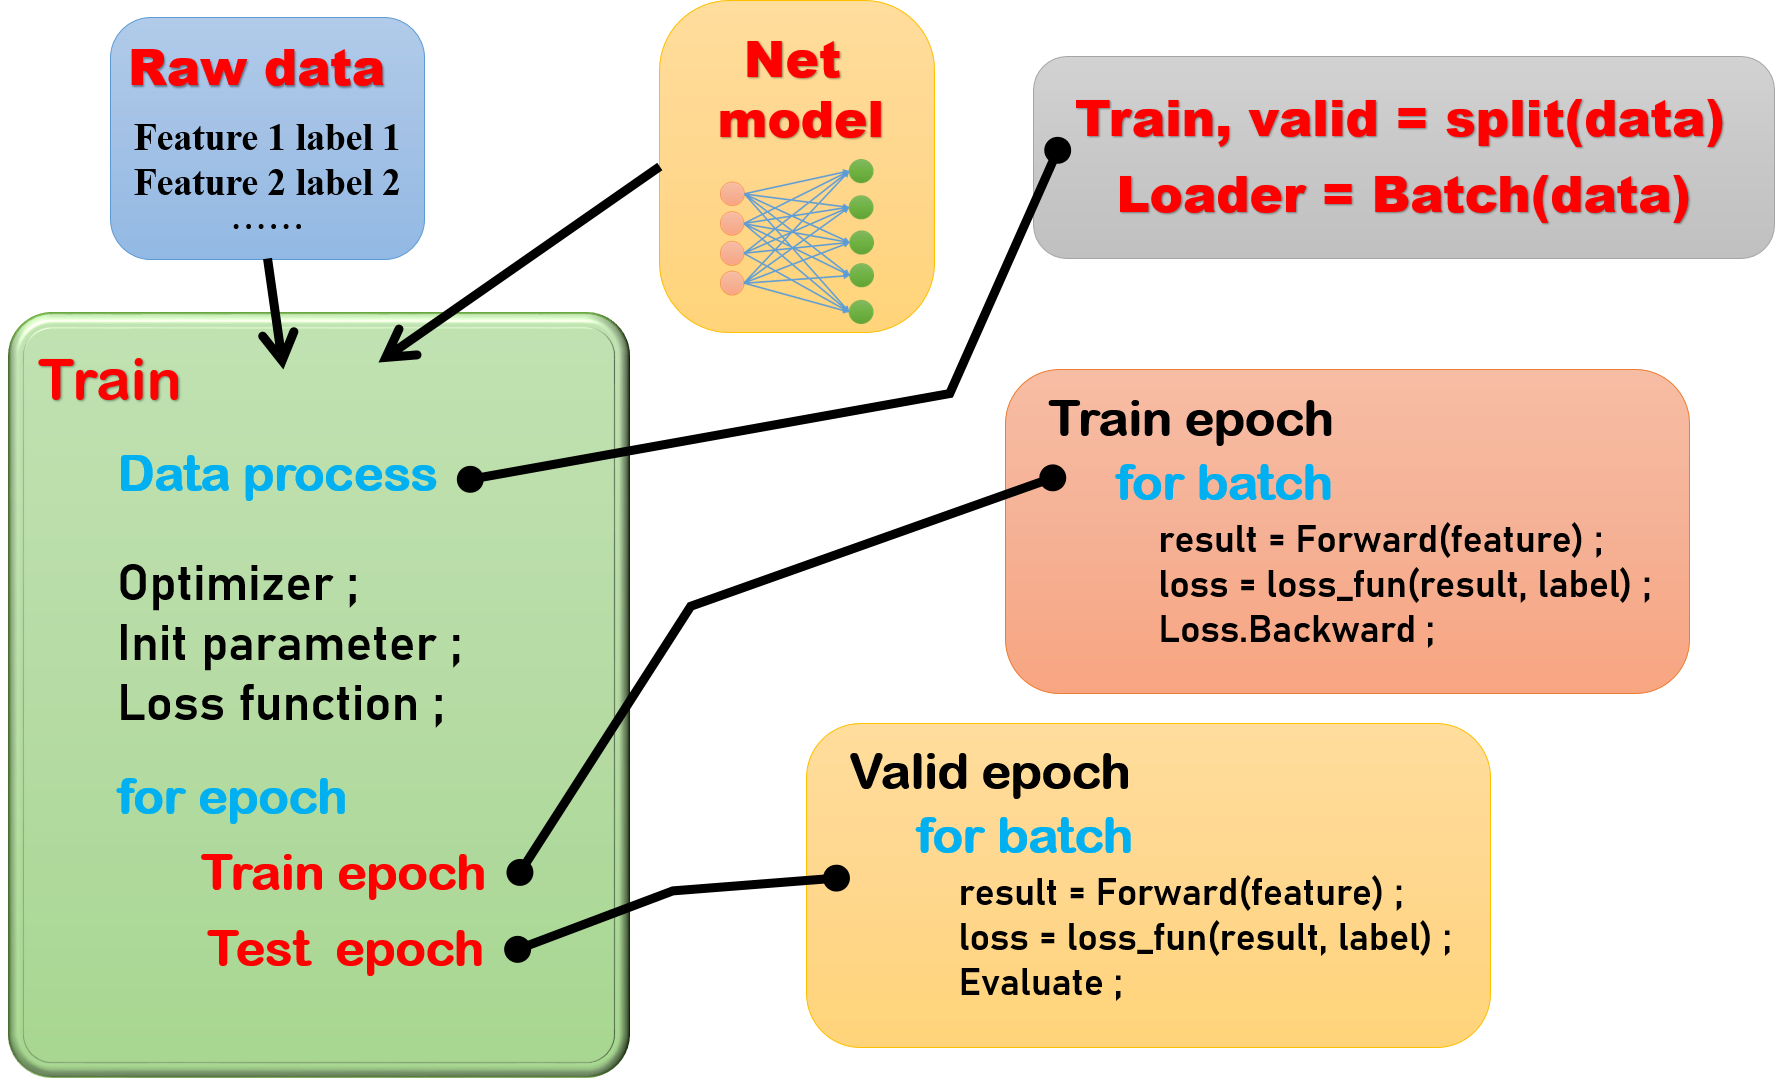 Raw data
Feature 1 label 1
Feature 2 label 2
……
Net
model
Train, valid = split(data)
Loader = Batch(data)
Train
Data process
Optimizer ;
Init parameter ;
Loss function ;
for epoch
Train epoch
Test epoch
Train epoch
for batch
result = Forward(feature) ;
loss = loss_fun(result, label) ;
Loss.Backward ;
Valid epoch
for batch
result = Forward(feature) ;
loss = loss_fun(result, label) ;
Evaluate ;